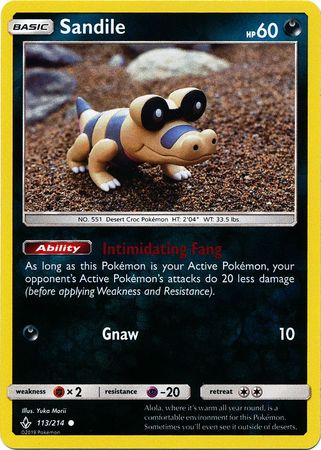 BASIC Sandile HP60
NO. 551 Desert Croc Pokémon HT: 2'04" WT: 33.5 lbs.
Ability Intimidating Fang
As long as this Pokémon is your Active Pokémon, your
opponent's Active Pokémon's attacks do 20 less damage
(before applying Weakness and Resistance).
Gnaw 10
weakness ×2 resistance -20 retreat
Illus. Yuka Morii
113/214
©2019 Pokémon
Alola, where it's warm all year round, is a
comfortable environment for this Pokémon.
Sometimes you'll even see it outside of deserts.